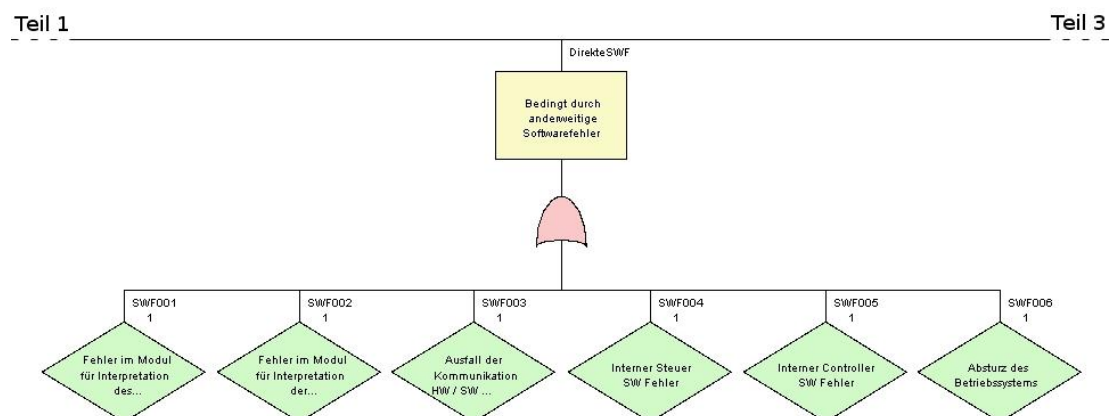 Teil 1
Teil 3
DirekteSWF
Bedingt durch
anderweitige
Softwarefehler
SWF001
1
Fehler im Modul
für Interpretation
des...
SWF002
1
Fehler im Modul
für Interpretation
der...
SWF003
1
Ausfall der
Kommunikation
HW / SW ...
SWF004
1
Interner Steuer
SW Fehler
SWF005
1
Interner Controller
SW Fehler
SWF006
1
Absturz des
Betriebssystems